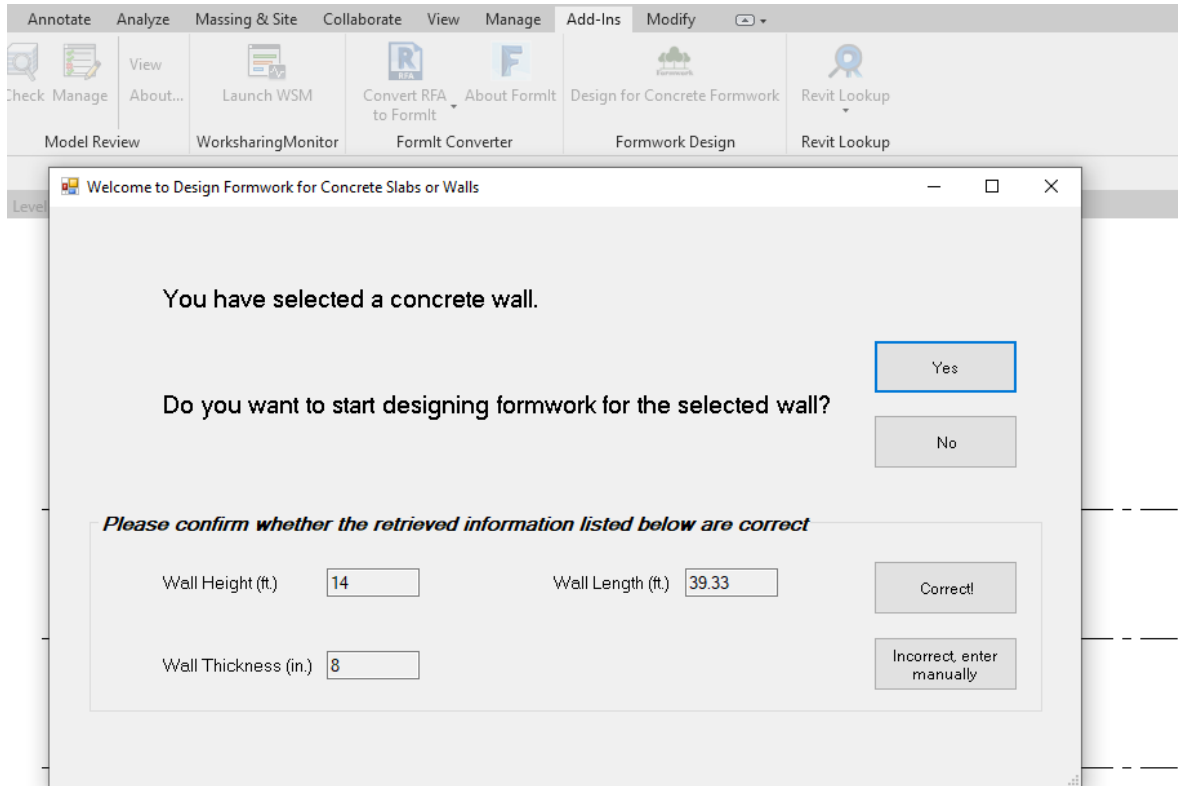 Annotate Analyze Massing & Site Collaborate View Manage Add-Ins Modify
Check Manage
View
About...
Launch WSM
RFA
Convert RFA
to FormIt
F
About FormIt
Formwork
Design for Concrete Formwork
Revit Lookup
Model Review WorksharingMonitor FormIt Converter Formwork Design Revit Lookup
Level
Welcome to Design Formwork for Concrete Slabs or Walls
You have selected a concrete wall.
Yes
Do you want to start designing formwork for the selected wall?
No
Please confirm whether the retrieved information listed below are correct
Wall Height (ft.) 14 Wall Length (ft.) 39.33
Correct!
Wall Thickness (in.) 8
Incorrect, enter
manually